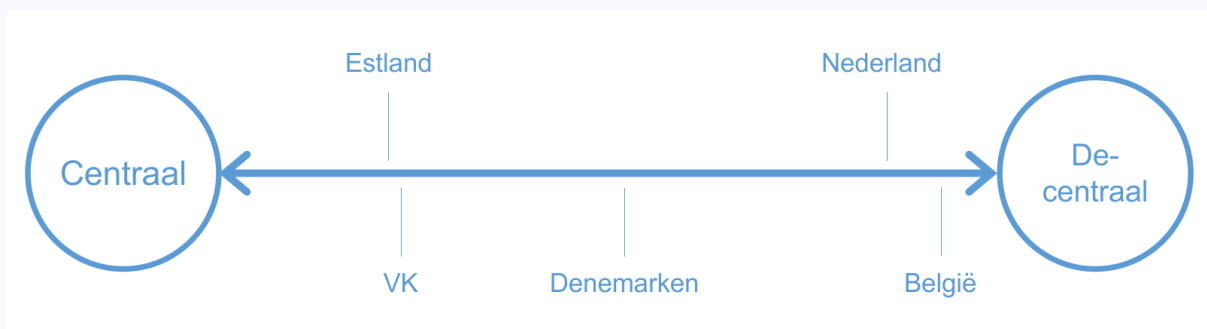 Estland
Nederland
Centraal
De-
centraal
VK
Denemarken
België